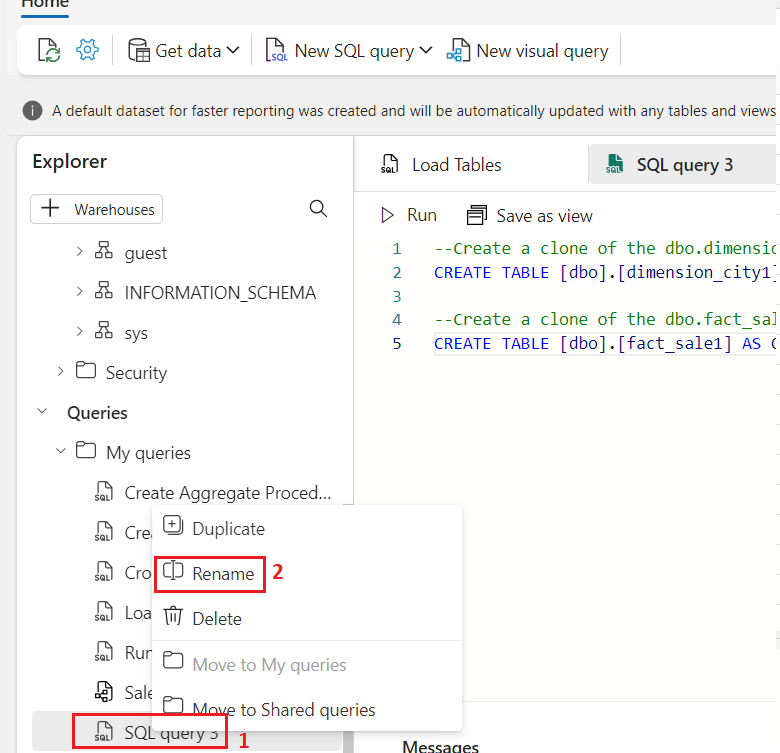 Home
Get data
New SQL query
New visual query
A default dataset for faster reporting was created and will be automatically updated with any tables and views
Explorer
Warehouses
guest
INFORMATION_SCHEMA
sys
Security
Queries
My queries
Create Aggregate Proced...
Crea
Cro
Loa
Run
Sale
SQL query 3
1
Duplicate
Rename
2
Delete
Move to My queries
Move to Shared queries
Load Tables
SQL query 3
Run
Save as view
1 --Create a clone of the dbo.dimensio
2 CREATE TABLE [dbo].[dimension_city1]
3
4 --Create a clone of the dbo.fact_sal
5 CREATE TABLE [dbo].[fact_sale1] AS C
Messages